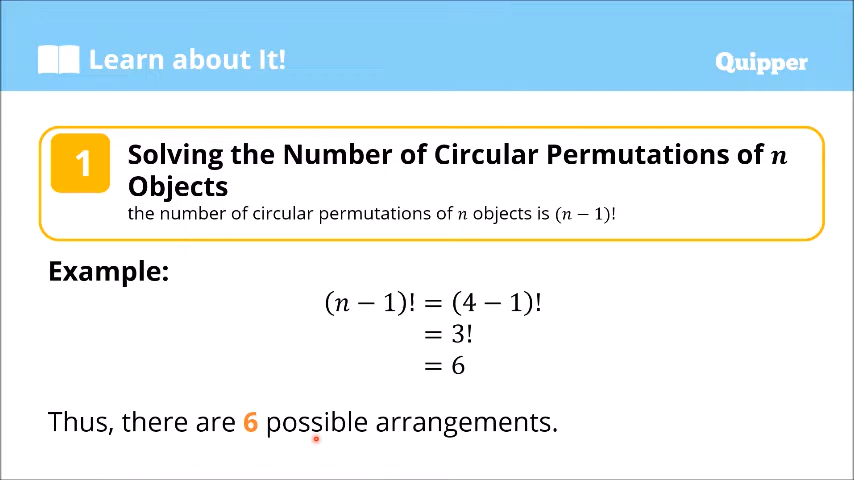 Learn about It!
Quipper
1
Solving the Number of Circular Permutations of n
Objects
the number of circular permutations of n objects is (n − 1)!
Example:
(n − 1)! = (4 − 1)!
= 3!
= 6
Thus, there are 6 possible arrangements.